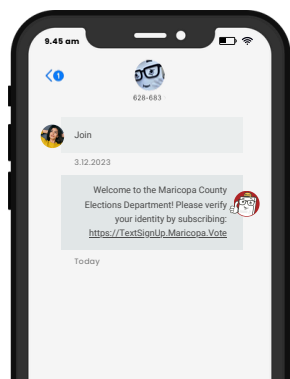 9.45 am
1
628-683
Join
3.12.2023
Welcome to the Maricopa County
Elections Department! Please verify
your identity by subscribing:
https://TextSignUp.Maricopa.Vote
Today